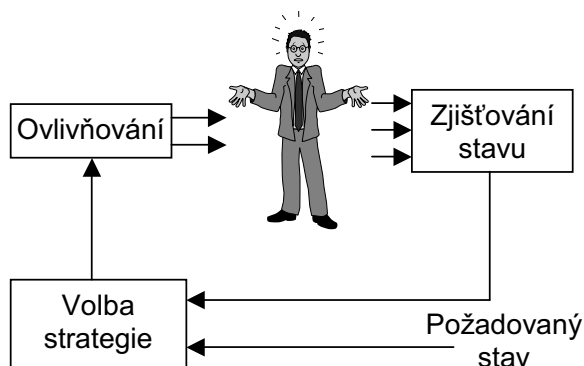 Ovlivňování
Zjišťování
stavu
Volba
strategie
Požadovaný
stav